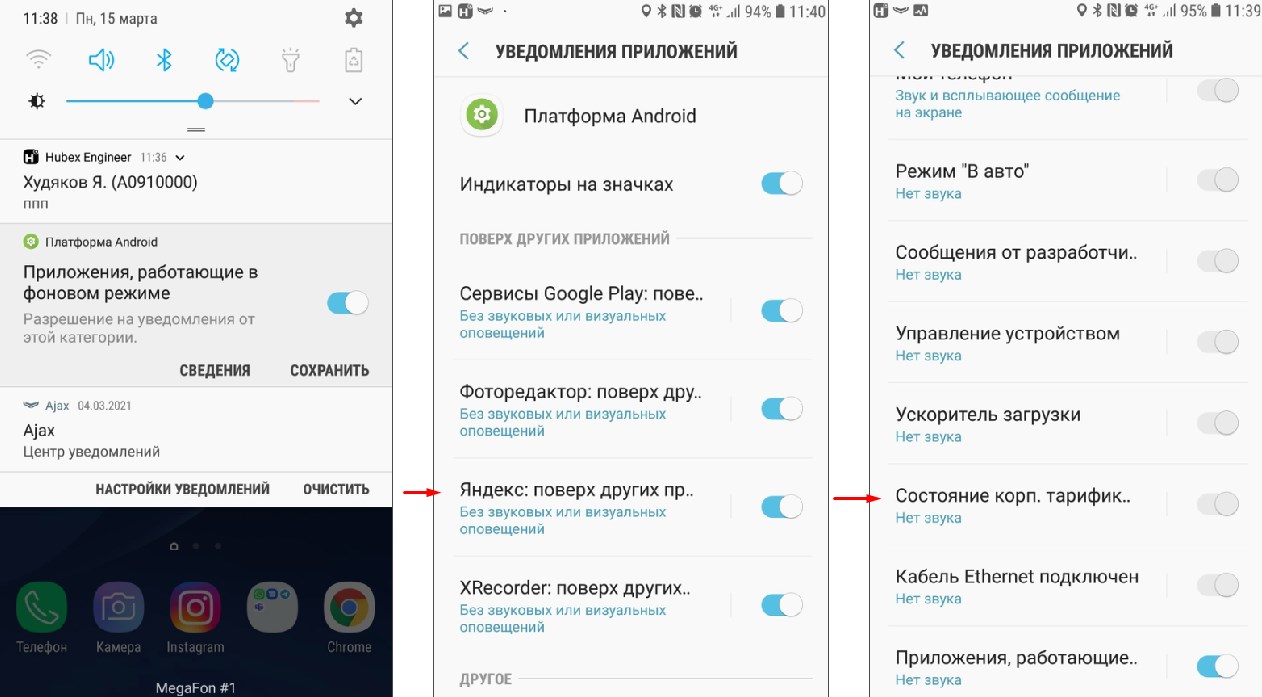 11:38 | Пн, 15 марта
Hubex Engineer 11:36
Худяков Я. (A0910000)
ппп
Платформа Android
Приложения, работающие в
фоновом режиме
Разрешение на уведомления от
этой категории.
СВЕДЕНИЯ СОХРАНИТЬ
Ajax 04.03.2021
Ajax
Центр уведомлений
НАСТРОЙКИ УВЕДОМЛЕНИЙ ОЧИСТИТЬ
Телефон Камера Instagram Chrome
MegaFon #1
94% 11:40
УВЕДОМЛЕНИЯ ПРИЛОЖЕНИЙ
Платформа Android
Индикаторы на значках
ПОВЕРХ ДРУГИХ ПРИЛОЖЕНИЙ
Сервисы Google Play: пове..
Без звуковых или визуальных
оповещений
Фоторедактор: поверх дру..
Без звуковых или визуальных
оповещений
Яндекс: поверх других пр..
Без звуковых или визуальных
оповещений
XRecorder: поверх других..
Без звуковых или визуальных
оповещений
ДРУГОЕ
95% 11:39
УВЕДОМЛЕНИЯ ПРИЛОЖЕНИЙ
Мой телефон
Звук и всплывающее сообщение
на экране
Режим "В авто"
Нет звука
Сообщения от разработчи..
Нет звука
Управление устройством
Нет звука
Ускоритель загрузки
Нет звука
Состояние корп. тарифик..
Нет звука
Кабель Ethernet подключен
Нет звука
Приложения, работающие..
Нет звука